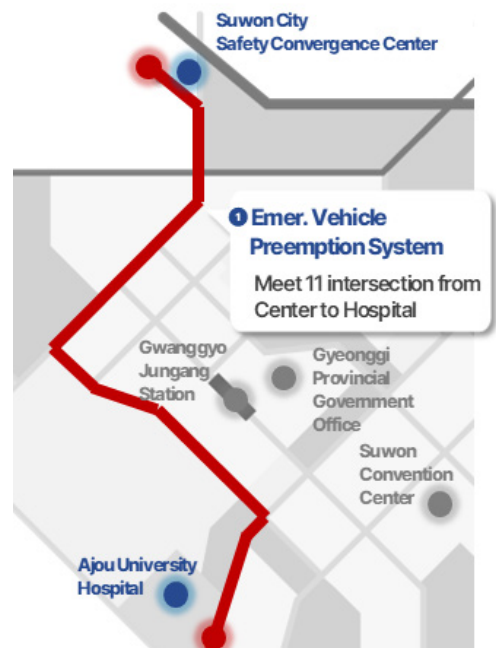 Suwon City
Safety Convergence Center
1 Emer. Vehicle
Preemption System
Meet 11 intersection from
Center to Hospital
Gwanggyo
Jungang
Station
Gyeonggi
Provincial
Government
Office
Suwon
Convention
Center
Ajou University
Hospital